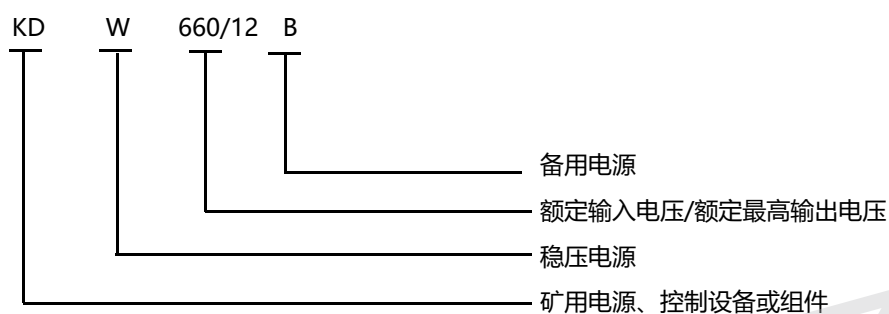 KD W 660/12 B
备用电源
额定输入电压/额定最高输出电压
稳压电源
矿用电源、控制设备或组件